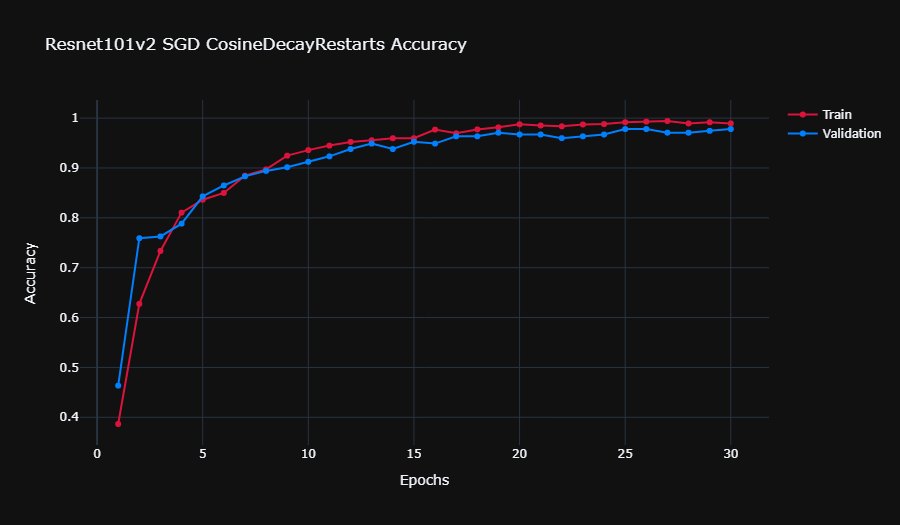 Resnet101v2 SGD CosineDecayRestarts Accuracy
Train
Validation
1
0.9
0.8
0.7
0.6
0.5
0.4
Accuracy
0 5 10 15 20 25 30
Epochs